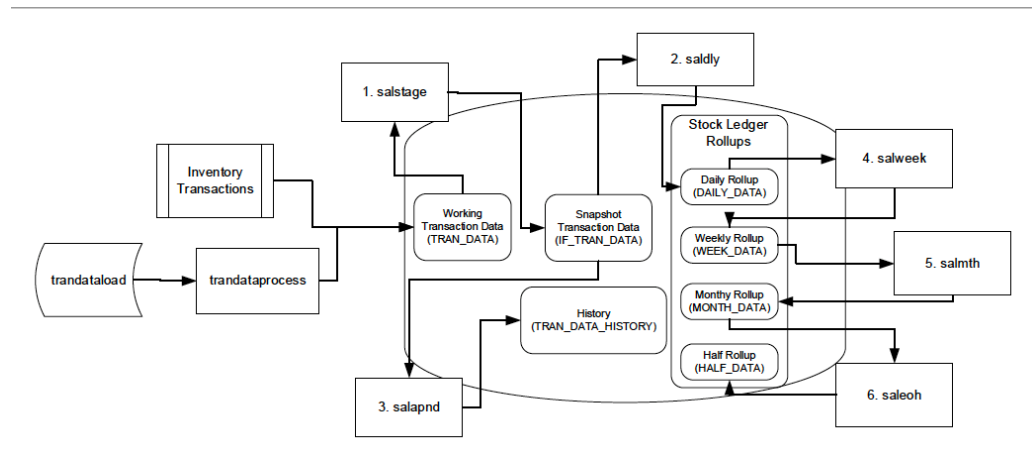 2. saldly
1. salstage
Stock Ledger
Rollups
4. salweek
Inventory
Transactions
Daily Rollup
(DAILY_DATA)
Working
Transaction Data
(TRAN_DATA)
Snapshot
Transaction Data
(IF_TRAN_DATA)
Weekly Rollup
(WEEK_DATA)
5. salmth
trandataload
trandataprocess
Monthy Rollup
(MONTH_DATA)
History
(TRAN_DATA_HISTORY)
Half Rollup
(HALF_DATA)
3. salapnd
6. saleoh